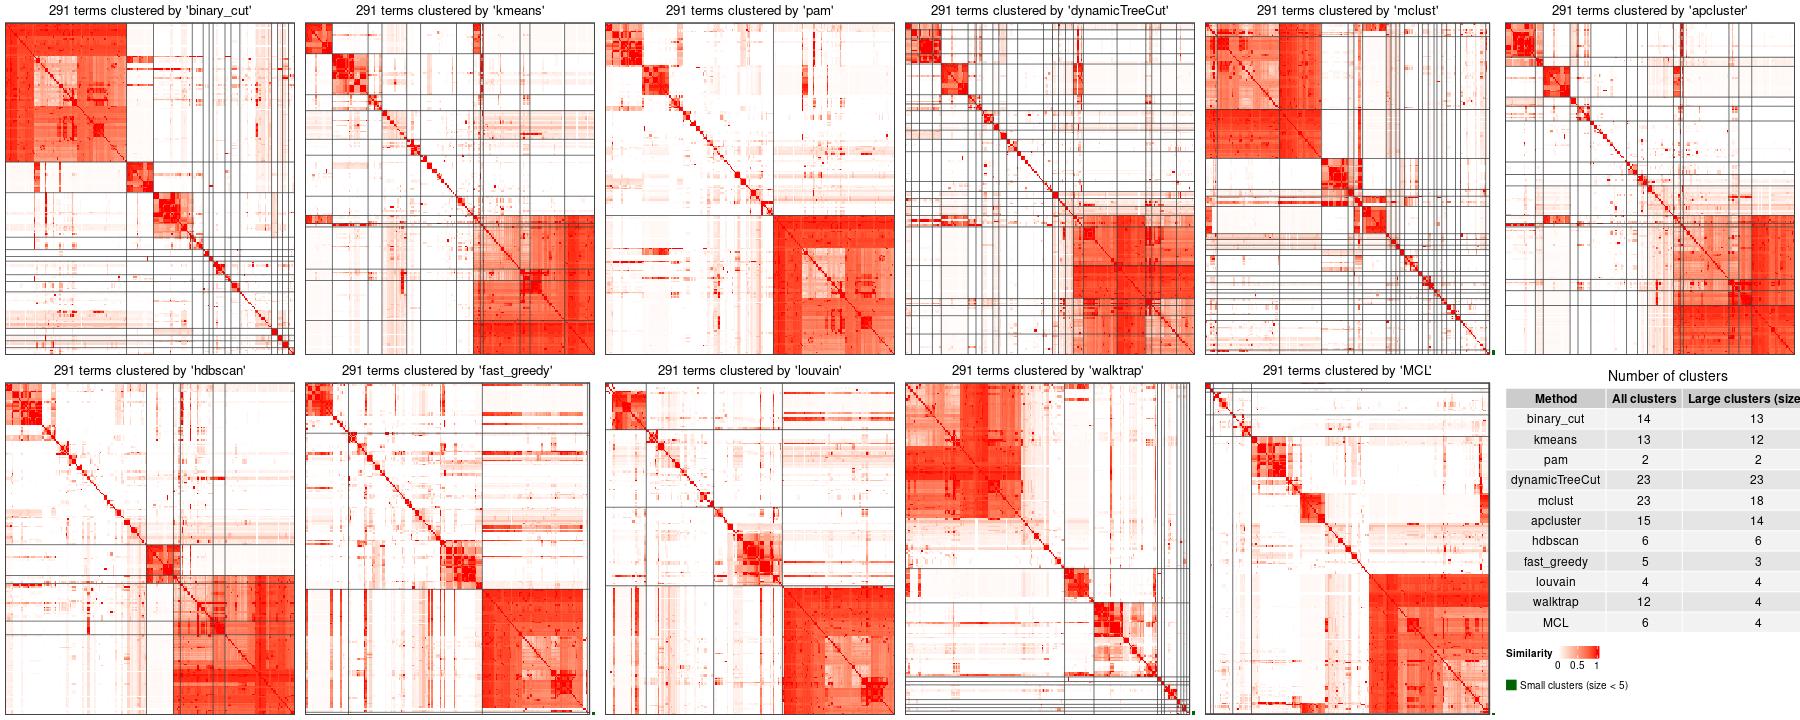 291 terms clustered by 'binary_cut'
291 terms clustered by 'kmeans'
291 terms clustered by 'pam'
291 terms clustered by 'dynamicTreeCut'
291 terms clustered by 'mclust'
291 terms clustered by 'apcluster'
291 terms clustered by 'hdbscan'
291 terms clustered by 'fast_greedy'
291 terms clustered by 'louvain'
291 terms clustered by 'walktrap'
291 terms clustered by 'MCL'
Number of clusters
Method All clusters Large clusters (size
binary_cut 14 13
kmeans 13 12
pam 2 2
dynamicTreeCut 23 23
mclust 23 18
apcluster 15 14
hdbscan 6 6
fast_greedy 5 3
louvain 4 4
walktrap 12 4
MCL 6 4
Similarity
0 0.5 1
Small clusters (size < 5)